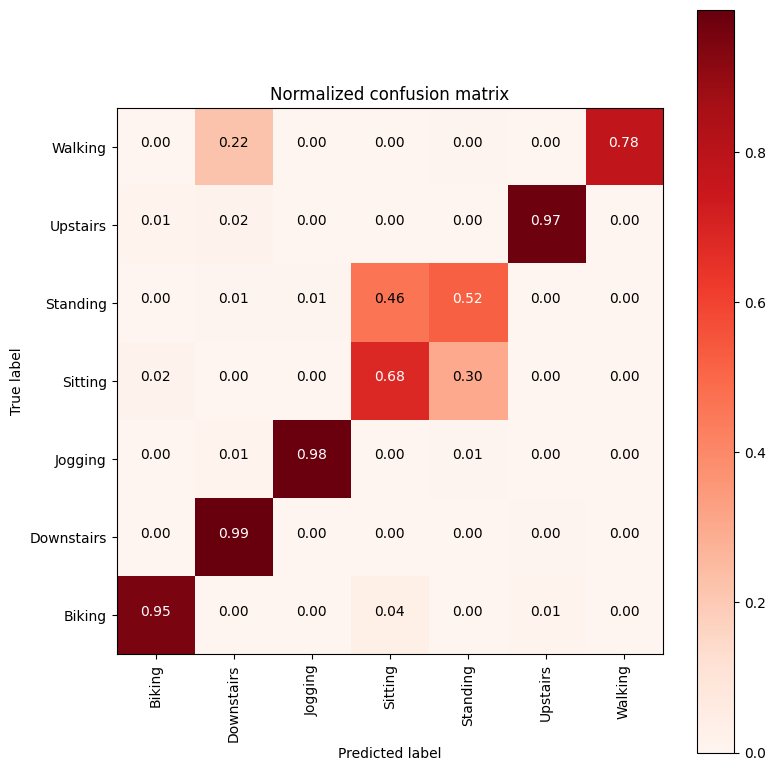 Normalized confusion matrix
True label
Walking 0.00 0.22 0.00 0.00 0.00 0.00 0.78
Upstairs 0.01 0.02 0.00 0.00 0.00 0.97 0.00
Standing 0.00 0.01 0.01 0.46 0.52 0.00 0.00
Sitting 0.02 0.00 0.00 0.68 0.30 0.00 0.00
Jogging 0.00 0.01 0.98 0.00 0.01 0.00 0.00
Downstairs 0.00 0.99 0.00 0.00 0.00 0.00 0.00
Biking 0.95 0.00 0.00 0.04 0.00 0.01 0.00
Biking Downstairs Jogging Sitting Standing Upstairs Walking
Predicted label
0.8
0.6
0.4
0.2
0.0